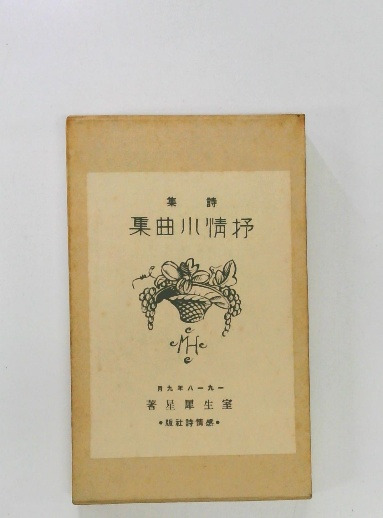 詩集
抒情小曲集
一九一八年九月
室生犀星著
•感情詩社版•